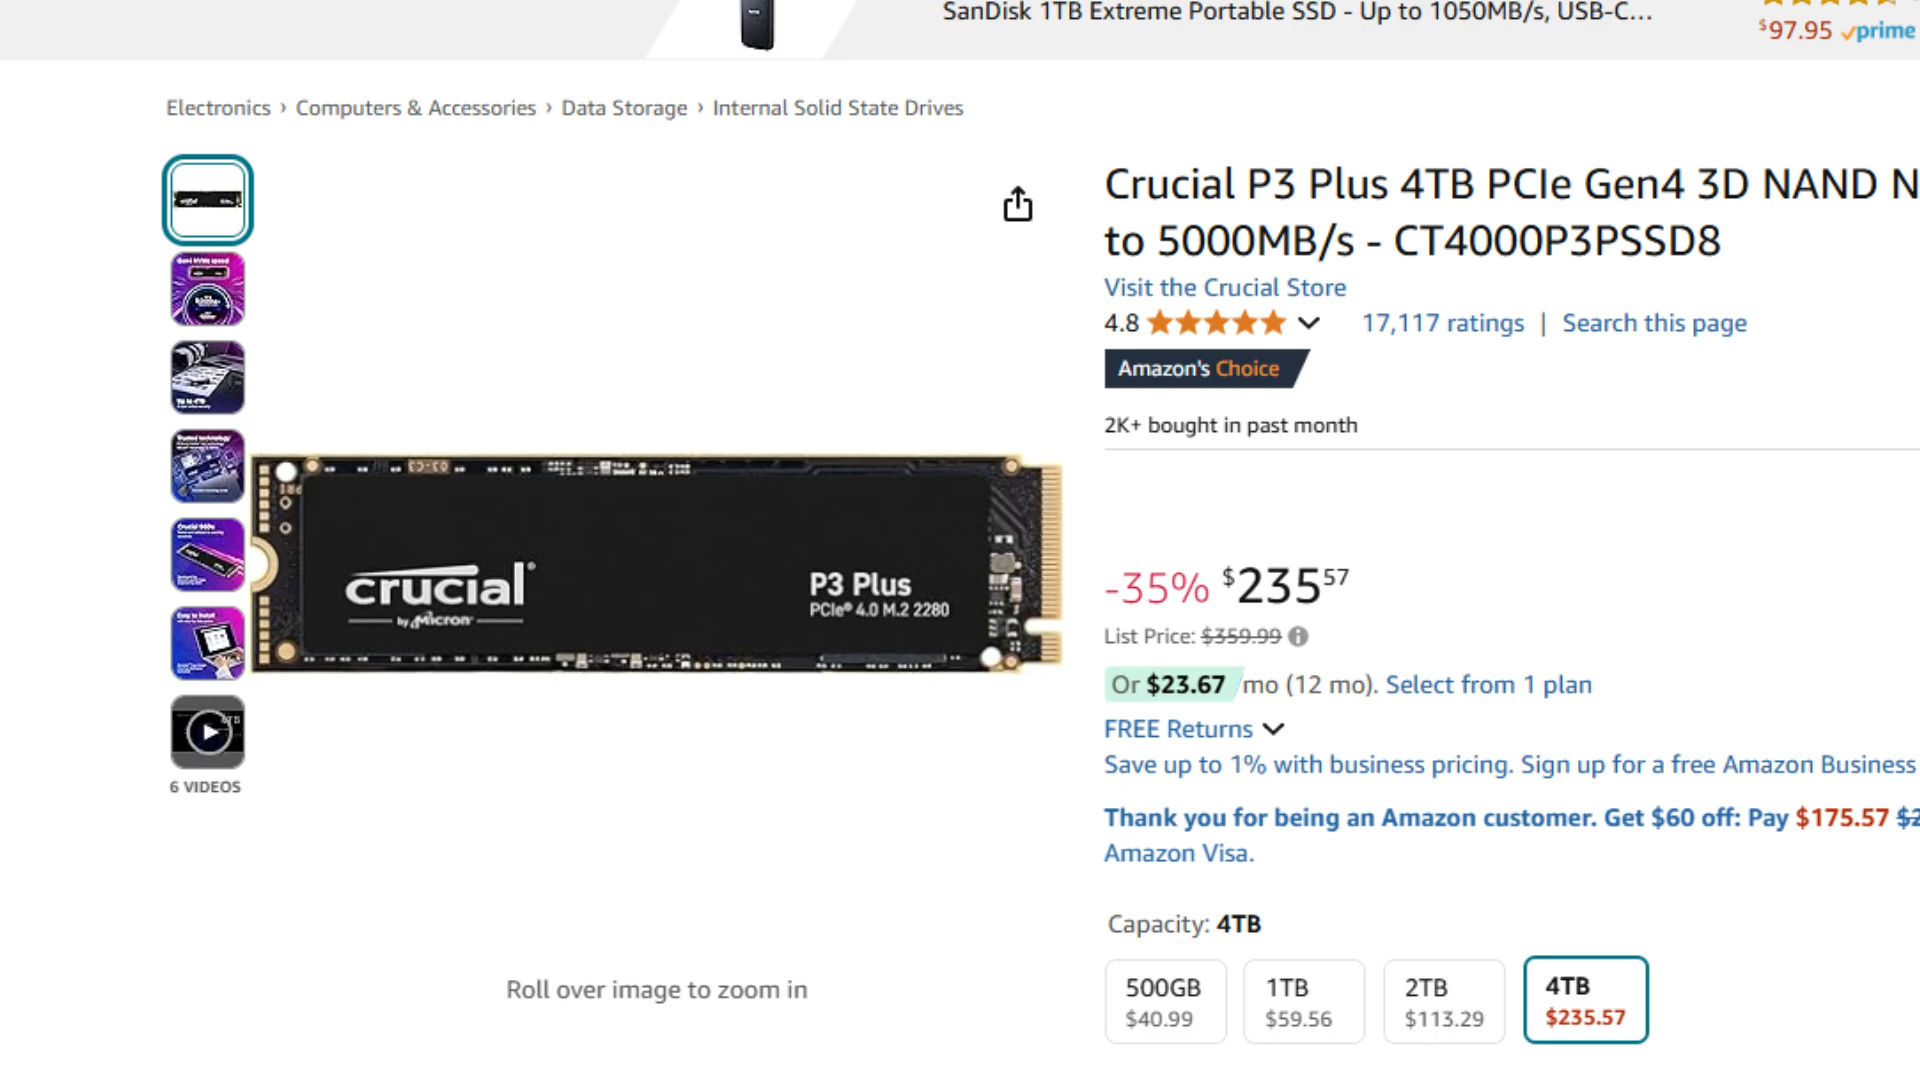 SanDisk 1TB Extreme Portable SSD - Up to 1050MB/s, USB-C...
$97.95 prime
Electronics › Computers & Accessories › Data Storage › Internal Solid State Drives
Crucial P3 Plus 4TB PCIe Gen4 3D NAND N
to 5000MB/s - CT4000P3PSSD8
Visit the Crucial Store
4.8 17,117 ratings | Search this page
Amazon's Choice
2K+ bought in past month
crucial®
by Micron®
P3 Plus
PCIe® 4.0 M.2 2280
-35% $235 57
List Price: $359.99
Or $23.67 /mo (12 mo). Select from 1 plan
FREE Returns
Save up to 1% with business pricing. Sign up for a free Amazon Business
Thank you for being an Amazon customer. Get $60 off: Pay $175.57 $2
Amazon Visa.
6 VIDEOS
Roll over image to zoom in
Capacity: 4TB
500GB 1TB 2TB 4TB
$40.99 $59.56 $113.29 $235.57